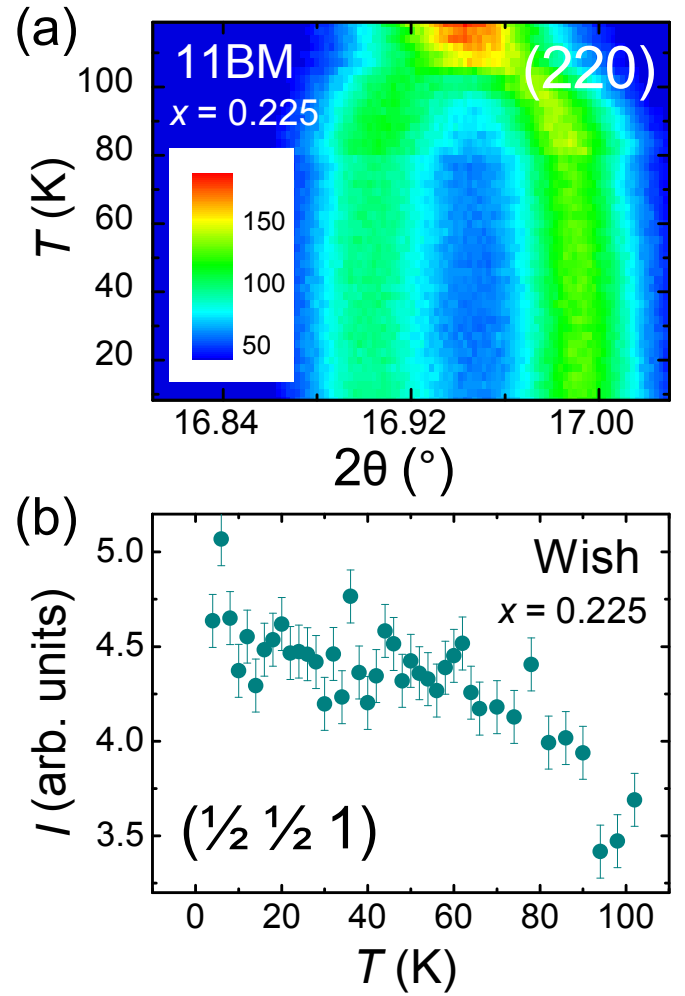 (a)
11BM
(220)
x = 0.225
150
100
50
100
80
60
40
20
T (K)
16.84 16.92 17.00
2θ (°)
(b)
Wish
x = 0.225
5.0
4.5
4.0
3.5
I (arb. units)
(½ ½ 1)
0 20 40 60 80 100
T (K)